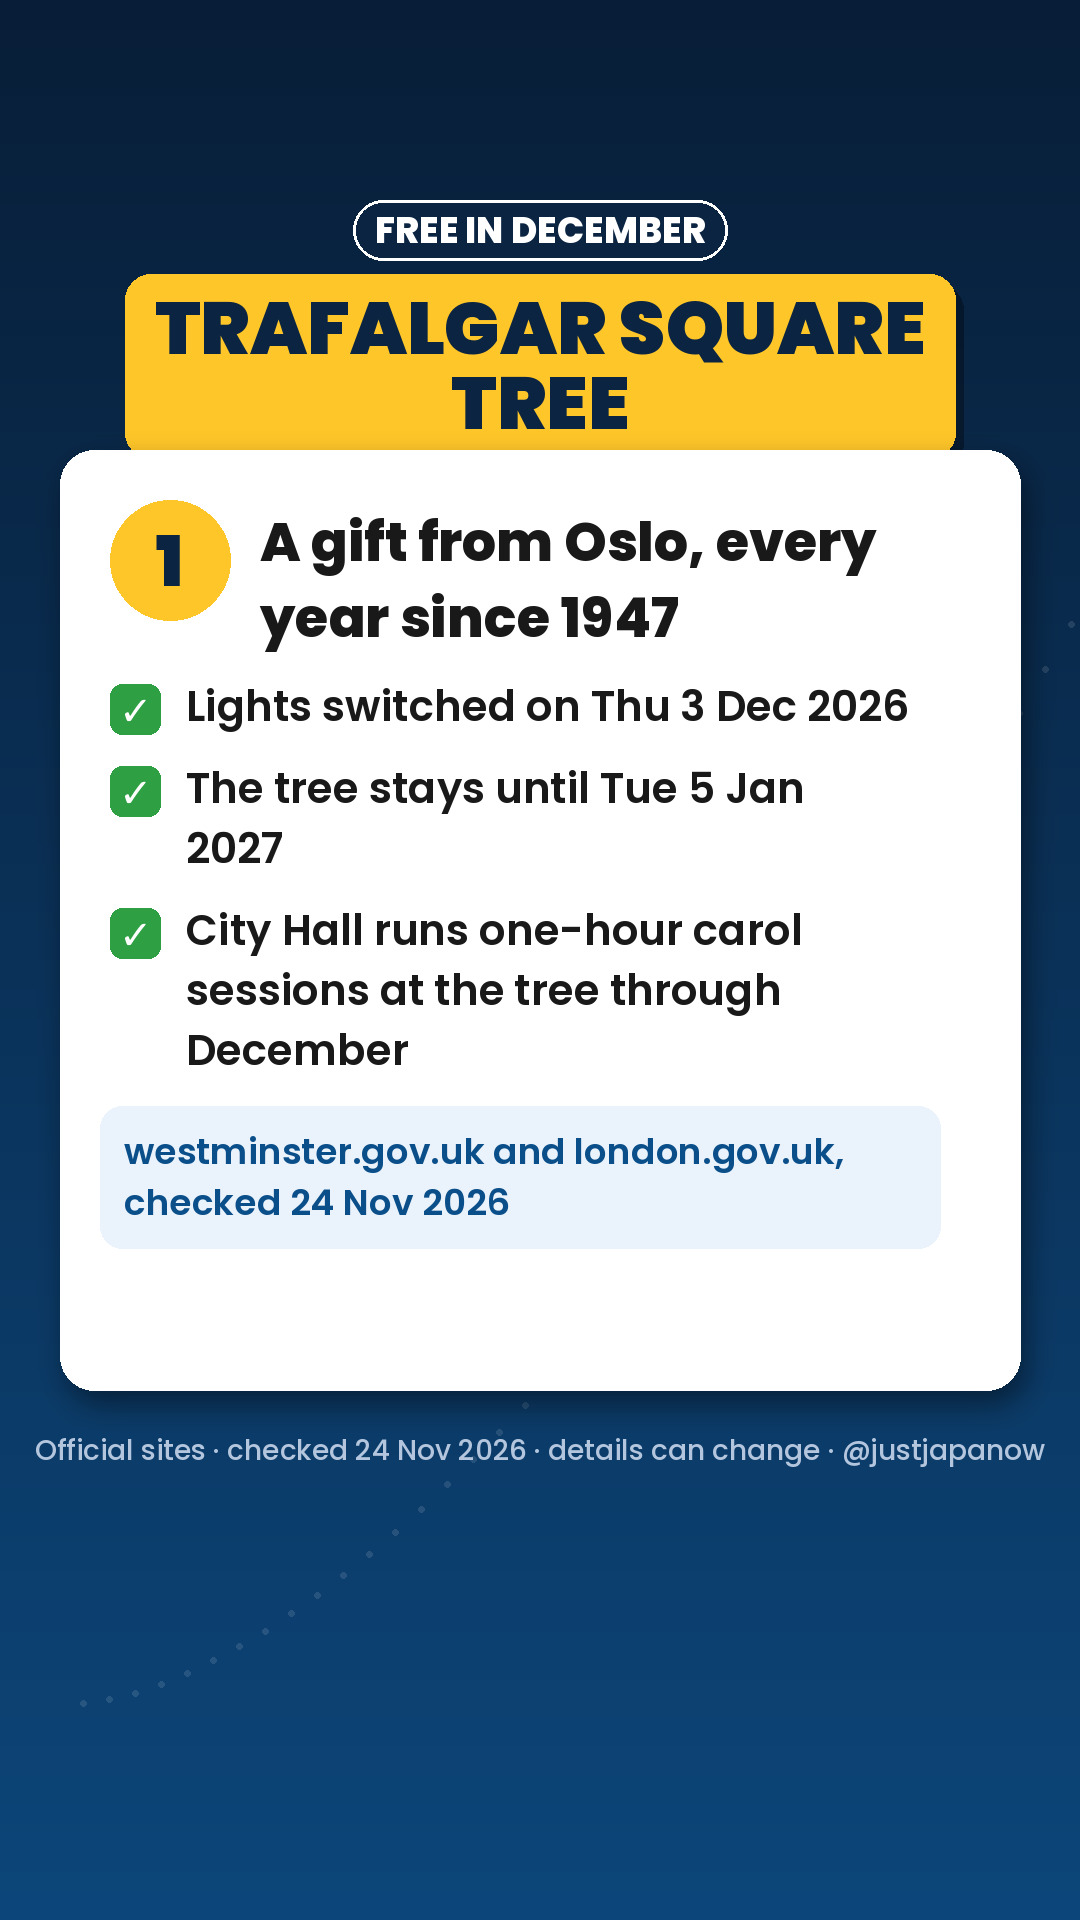 FREE IN DECEMBER
TRAFALGAR SQUARE
TREE
1
A gift from Oslo, every
year since 1947
✓ Lights switched on Thu 3 Dec 2026
✓ The tree stays until Tue 5 Jan
2027
✓ City Hall runs one-hour carol
sessions at the tree through
December
westminster.gov.uk and london.gov.uk,
checked 24 Nov 2026
Official sites · checked 24 Nov 2026 · details can change · @justjapanow